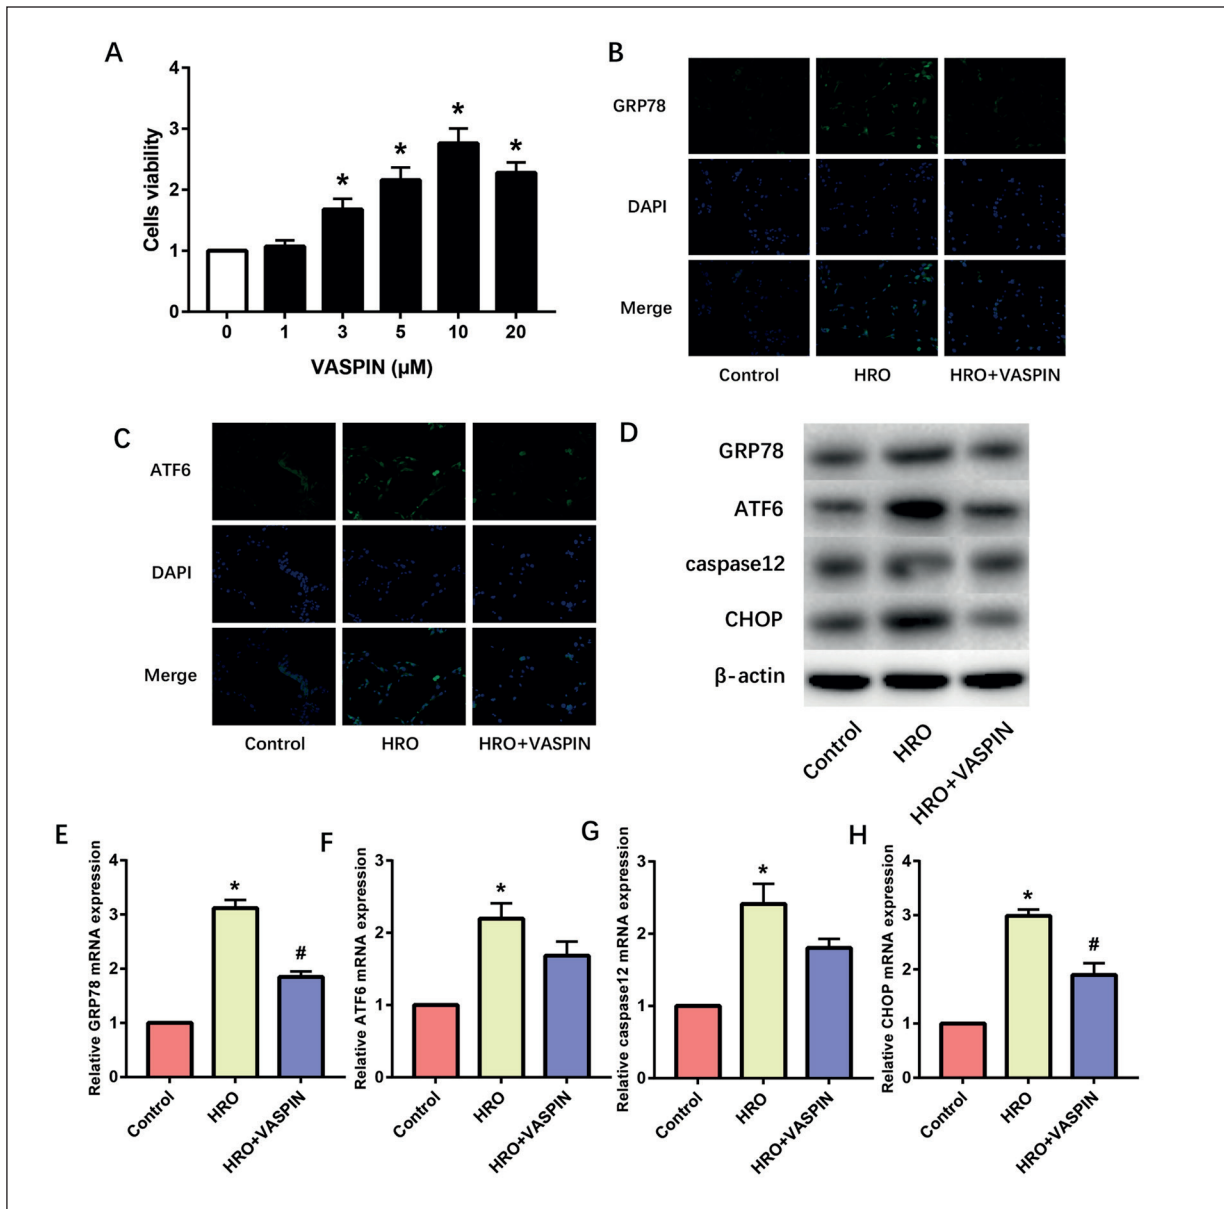 A
4
3
2
1
0
Cells viability
*
*
*
*
0 1 3 5 10 20
VASPIN (μM)
B
GRP78
DAPI
Merge
Control HRO HRO+VASPIN
C
ATF6
DAPI
Merge
Control HRO HRO+VASPIN
D
GRP78
ATF6
caspase12
CHOP
β-actin
Control
HRO
HRO+VASPIN
E
Relative GRP78 mRNA expression
4
3
2
1
0
*
#
Control
HRO
HRO+VASPIN
F
Relative ATF6 mRNA expression
3
2
1
0
*
Control
HRO
HRO+VASPIN
G
Relative caspase12 mRNA expression
3
2
1
0
*
Control
HRO
HRO+VASPIN
H
Relative CHOP mRNA expression
4
3
2
1
0
*
#
Control
HRO
HRO+VASPIN